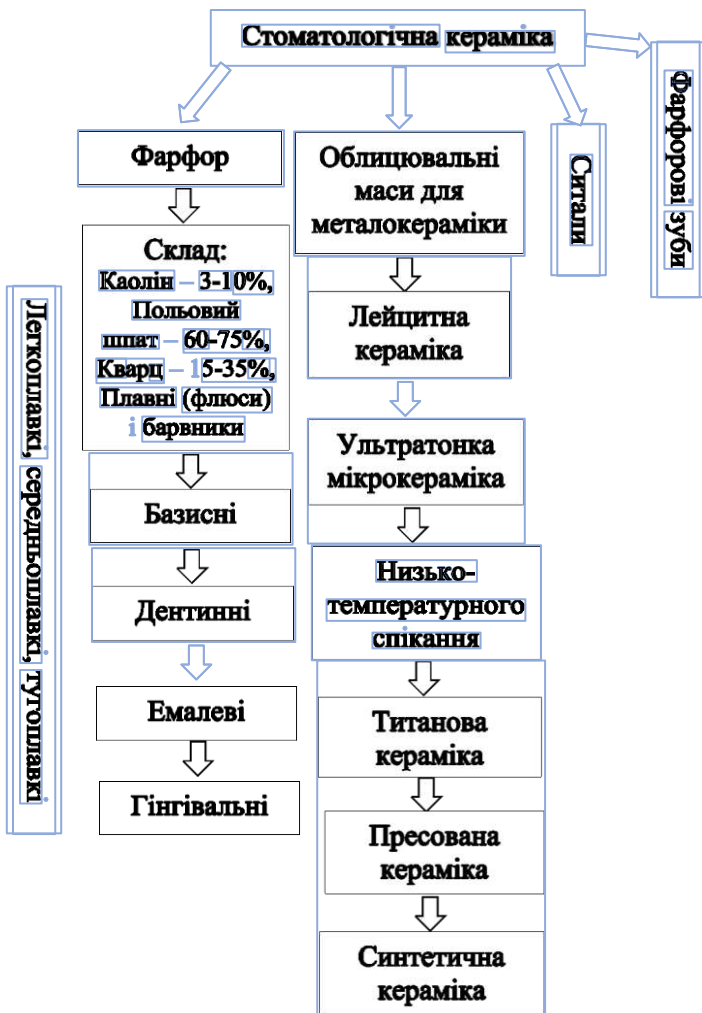 Стоматологічна кераміка
Фарфор
Склад:
Каолін – 3-10%,
Польовий
шпат – 60-75%,
Кварц – 15-35%,
Плавні (флюси)
і барвники
Базисні
Дентинні
Емалеві
Гінгівальні
Легкоплавкі, середньоплавкі, тугоплавкі
Облицювальні
маси для
металокераміки
Лейцитна
кераміка
Ультратонка
мікрокераміка
Низько-
температурного
спікання
Титанова
кераміка
Пресована
кераміка
Синтетична
кераміка
Ситали
Фарфорові зуби